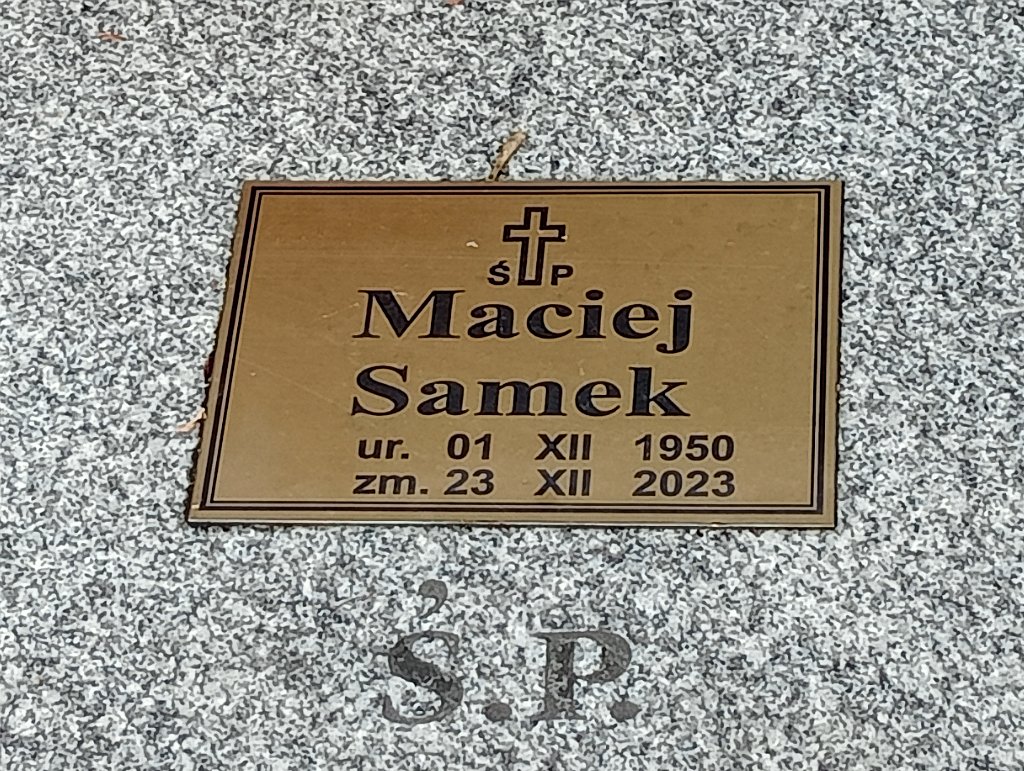 Ś P
Maciej
Samek
ur. 01 XII 1950
zm. 23 XII 2023
Ś.P.